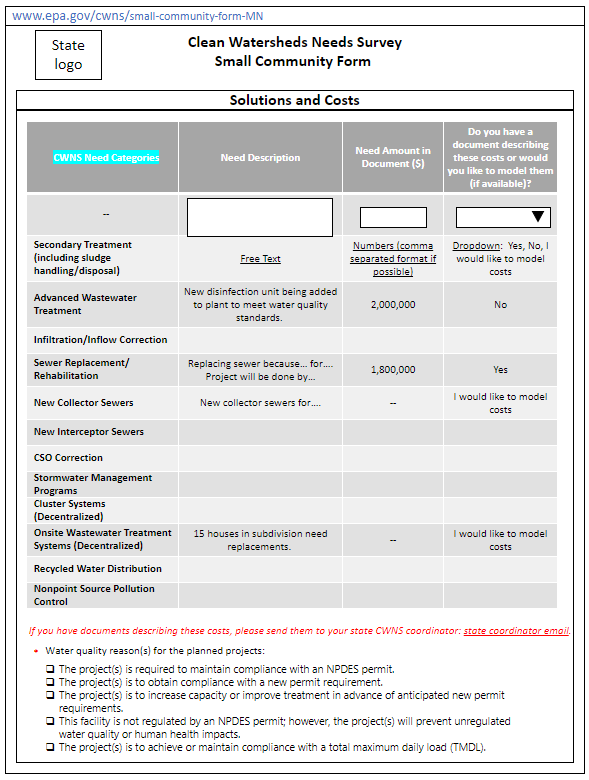 www.epa.gov/cwns/small-community-form-MN
State
logo
Clean Watersheds Needs Survey
Small Community Form
Solutions and Costs
CWNS Need Categories
Need Description
Need Amount in
Document ($)
Do you have a
document describing
these costs or would
you like to model them
(if available)?
--
Secondary Treatment
(including sludge
handling/disposal)
Free Text
Numbers (comma
separated format if
possible)
Dropdown: Yes, No, I
would like to model
costs
Advanced Wastewater
Treatment
New disinfection unit being added
to plant to meet water quality
standards.
2,000,000
No
Infiltration/Inflow Correction
Sewer Replacement/
Rehabilitation
Replacing sewer because... for....
Project will be done by...
1,800,000
Yes
New Collector Sewers
New collector sewers for....
--
I would like to model
costs
New Interceptor Sewers
CSO Correction
Stormwater Management
Programs
Cluster Systems
(Decentralized)
Onsite Wastewater Treatment
Systems (Decentralized)
15 houses in subdivision need
replacements.
--
I would like to model
costs
Recycled Water Distribution
Nonpoint Source Pollution
Control
If you have documents describing these costs, please send them to your state CWNS coordinator: state coordinator email.
• Water quality reason(s) for the planned projects:
❑ The project(s) is required to maintain compliance with an NPDES permit.
❑ The project(s) is to obtain compliance with a new permit requirement.
❑ The project(s) is to increase capacity or improve treatment in advance of anticipated new permit
requirements.
❑ This facility is not regulated by an NPDES permit; however, the project(s) will prevent unregulated
water quality or human health impacts.
❑ The project(s) is to achieve or maintain compliance with a total maximum daily load (TMDL).